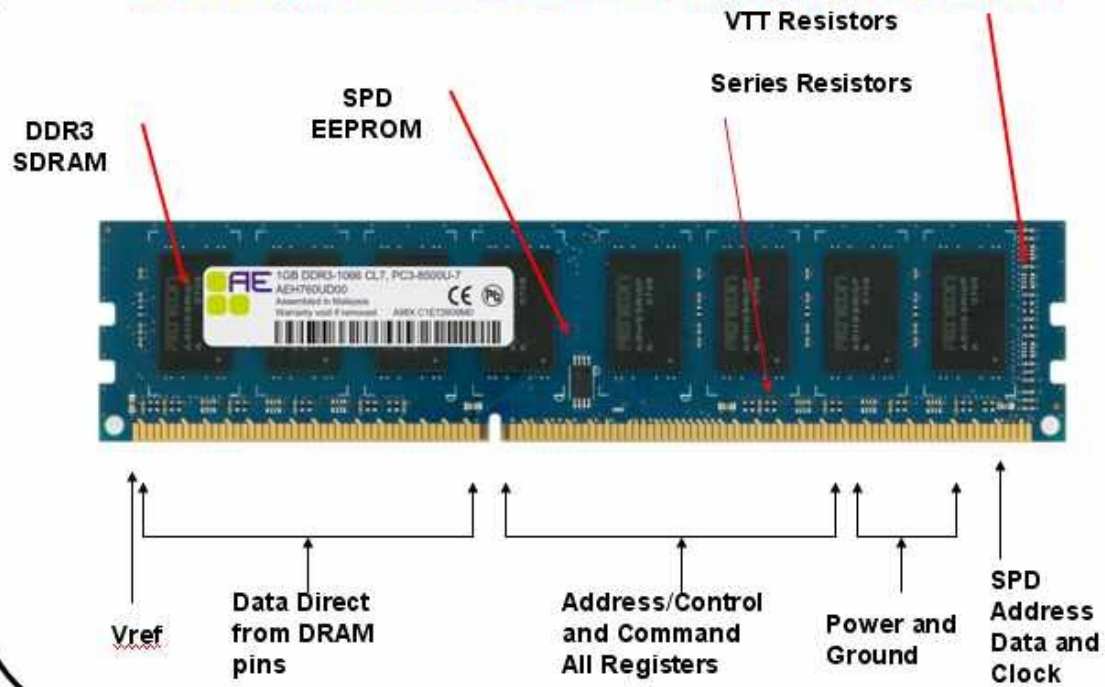 VTT Resistors
Series Resistors
SPD
EEPROM
DDR3
SDRAM
AE
1GB DDR3-1066 CL7, PC3-8500U-7
AEH760UD00
Assembled in Malaysia
Warranty void if removed
CE
Pb
Vref
Data Direct
from DRAM
pins
Address/Control
and Command
All Registers
Power and
Ground
SPD
Address
Data and
Clock